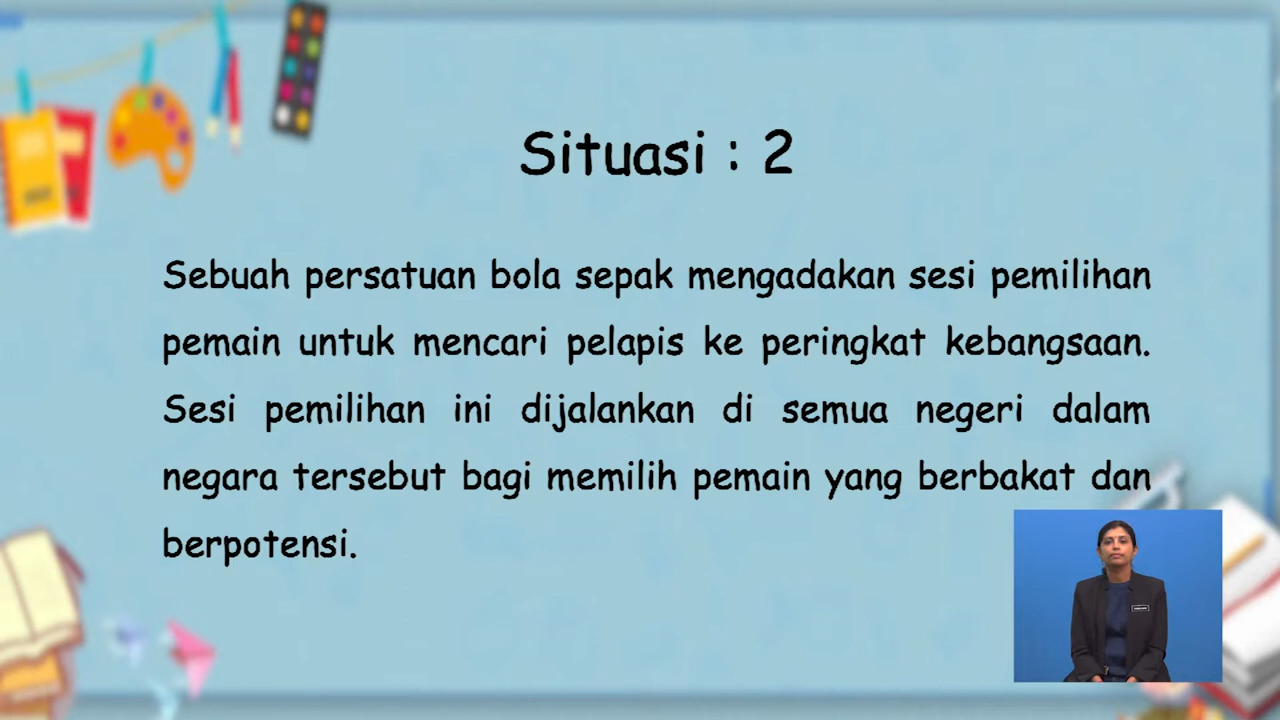 Situasi : 2
Sebuah persatuan bola sepak mengadakan sesi pemilihan
pemain untuk mencari pelapis ke peringkat kebangsaan.
Sesi pemilihan ini dijalankan di semua negeri dalam
negara tersebut bagi memilih pemain yang berbakat dan
berpotensi.